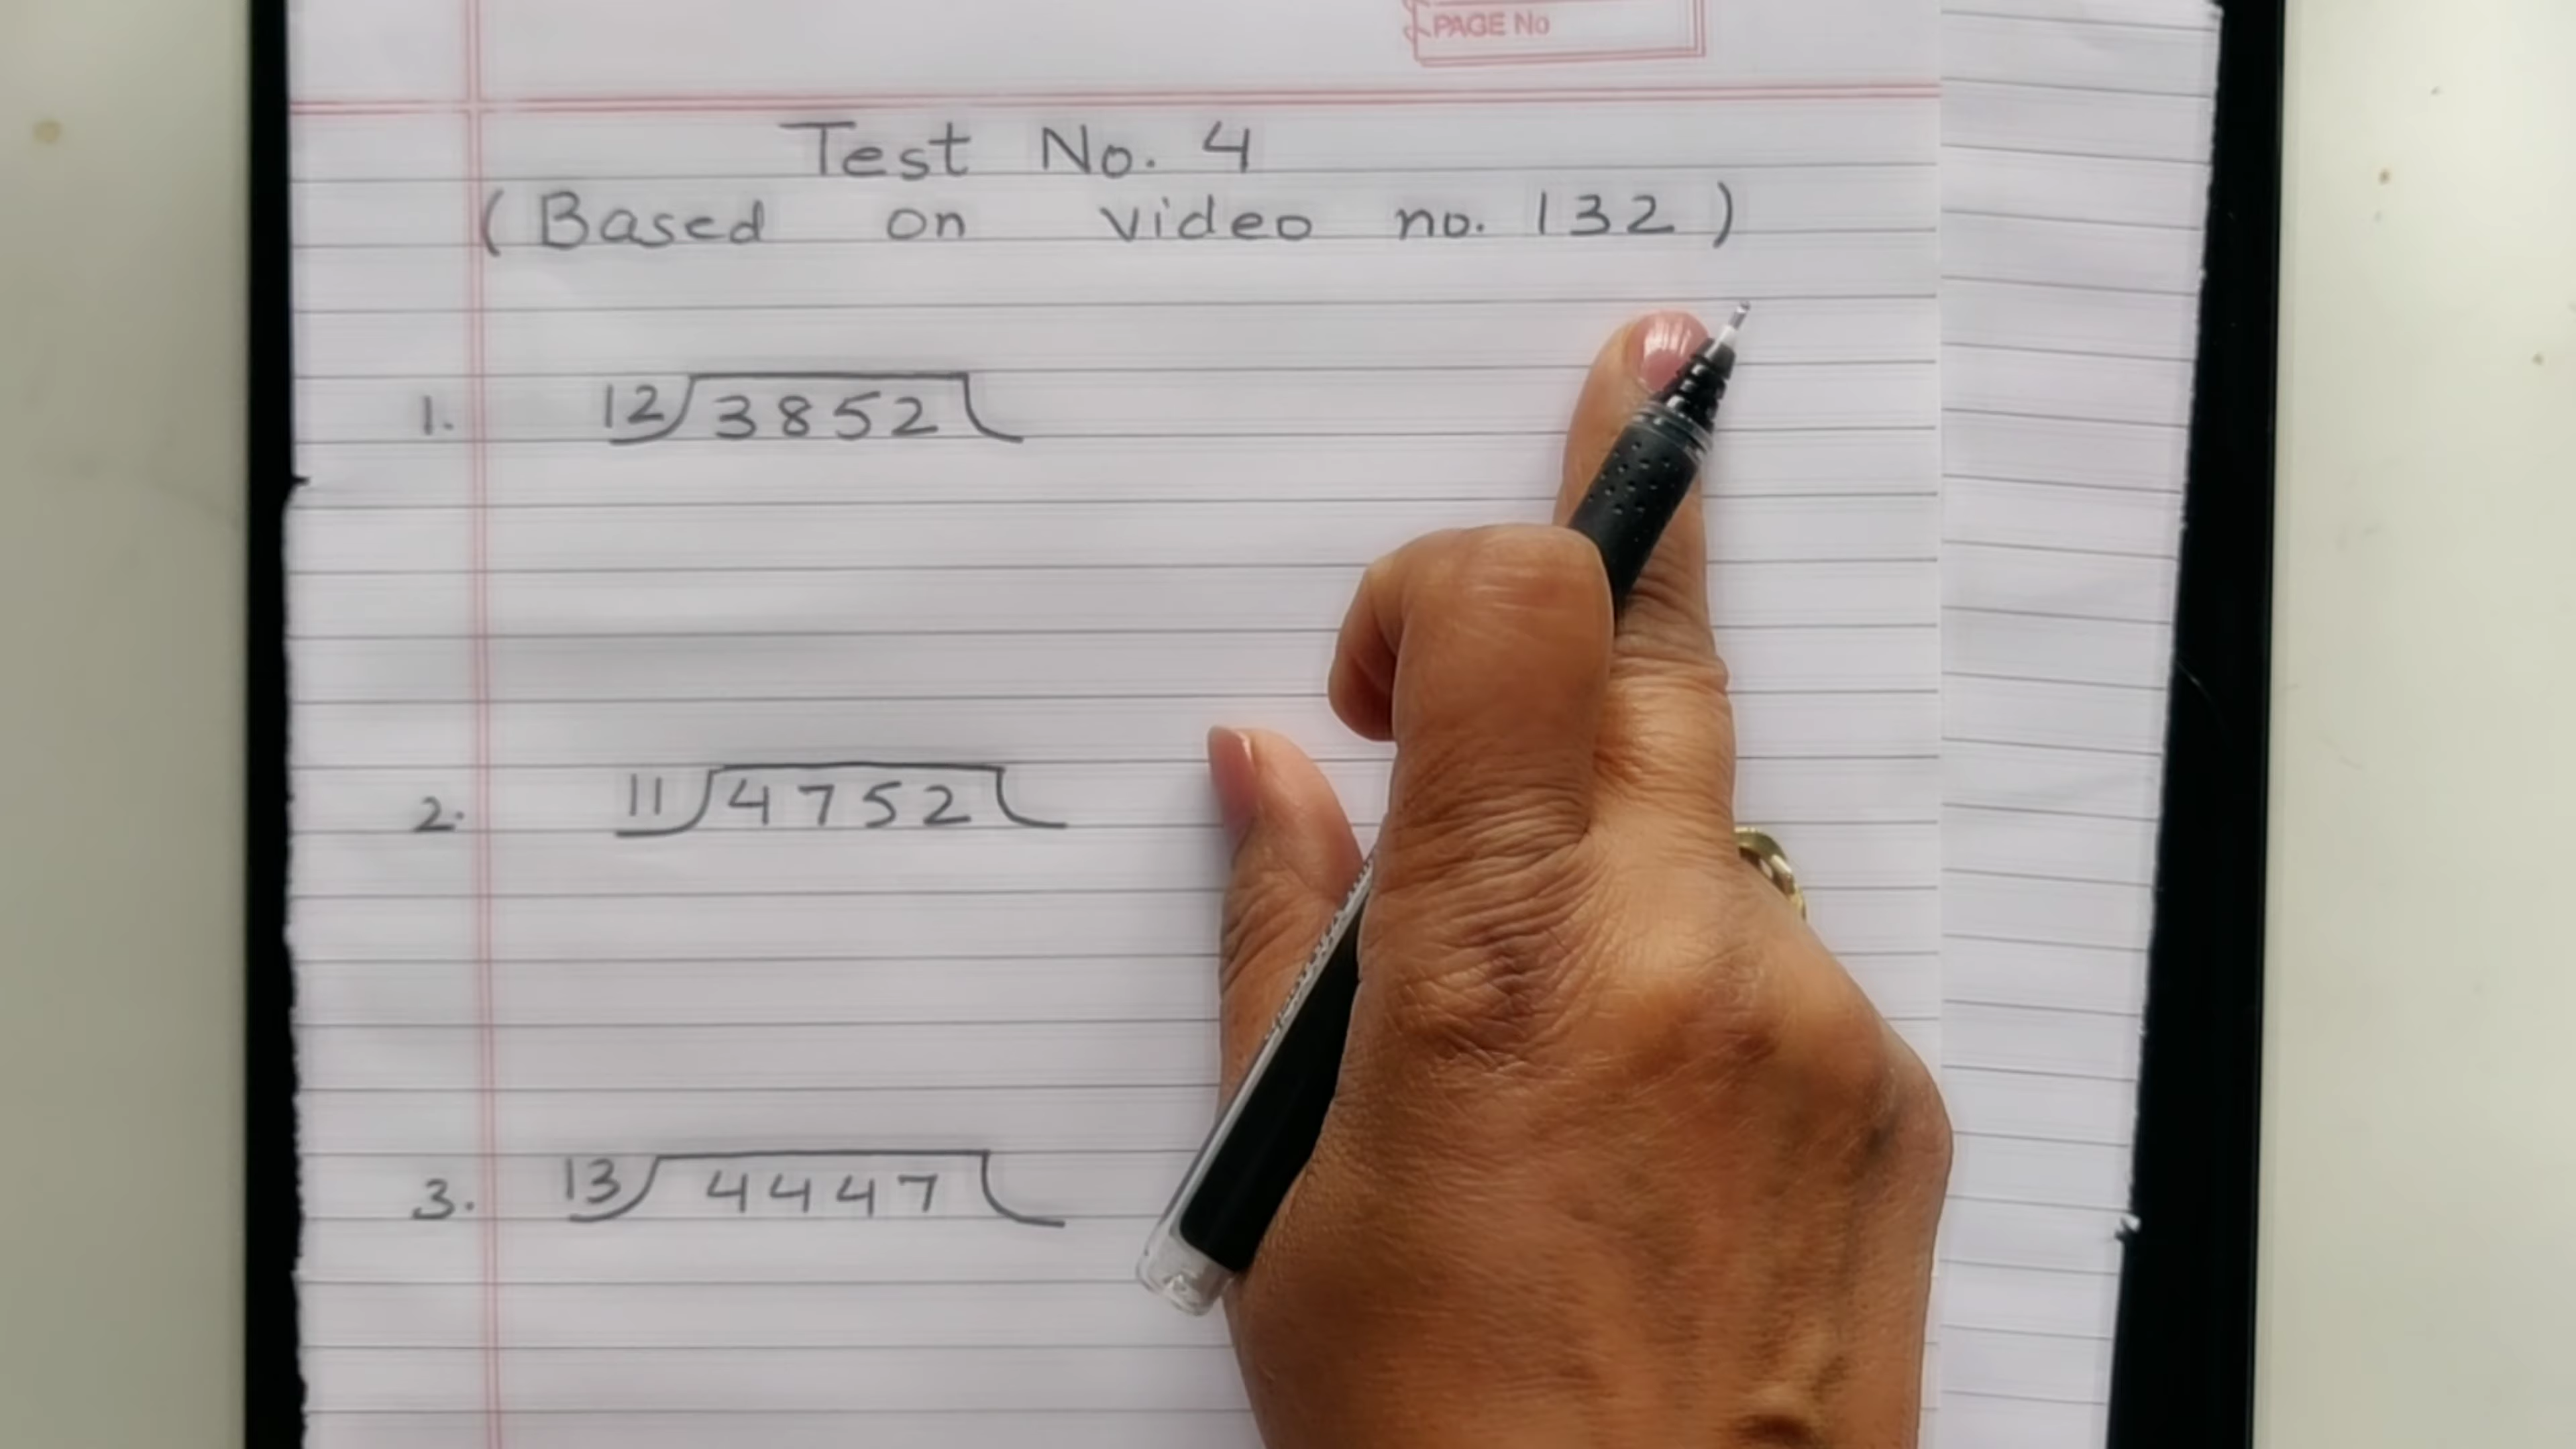 PAGE No
Test No. 4
(Based on video no. 132)
1. 12)3852(
2. 11)4752(
3. 13)4447(